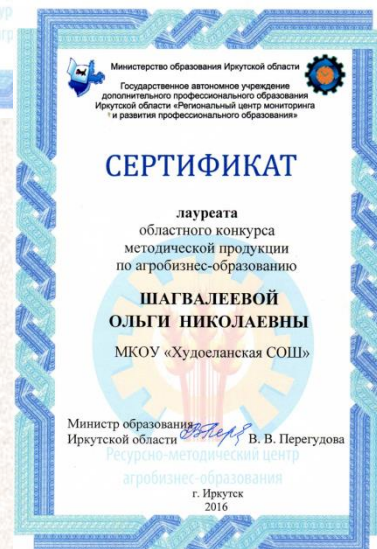 Министерство образования Иркутской области
Государственное автономное учреждение
дополнительного профессионального образования
Иркутской области «Региональный центр мониторинга
и развития профессионального образования»
СЕРТИФИКАТ
лауреата
областного конкурса
методической продукции
по агробизнес-образованию
ШАГВАЛЕЕВОЙ
ОЛЬГИ НИКОЛАЕВНЫ
МКОУ «Худоеланская СОШ»
Министр образования
Иркутской области
В. В. Перегудова
Ресурсно-методический центр
агробизнес-образования
г. Иркутск
2016